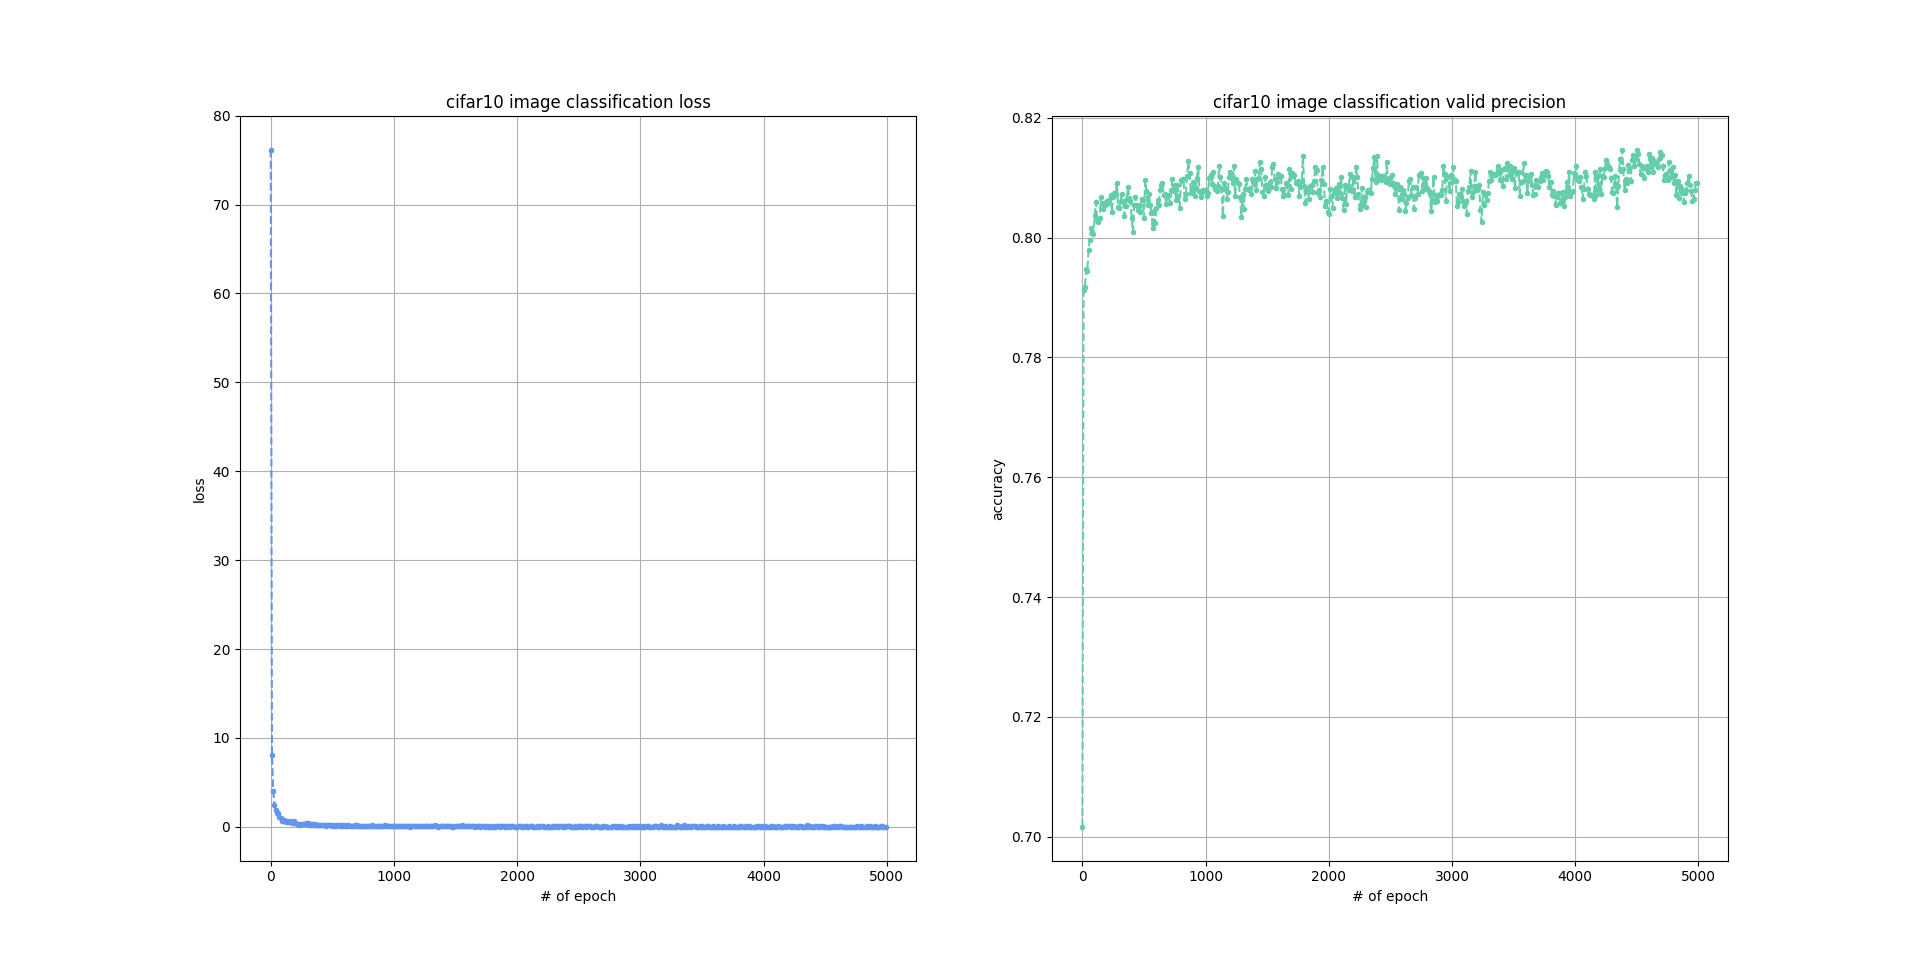 cifar10 image classification loss
80
70
60
50
40
30
20
10
0
loss
0 1000 2000 3000 4000 5000
# of epoch
cifar10 image classification valid precision
0.82
0.80
0.78
0.76
0.74
0.72
0.70
accuracy
0 1000 2000 3000 4000 5000
# of epoch